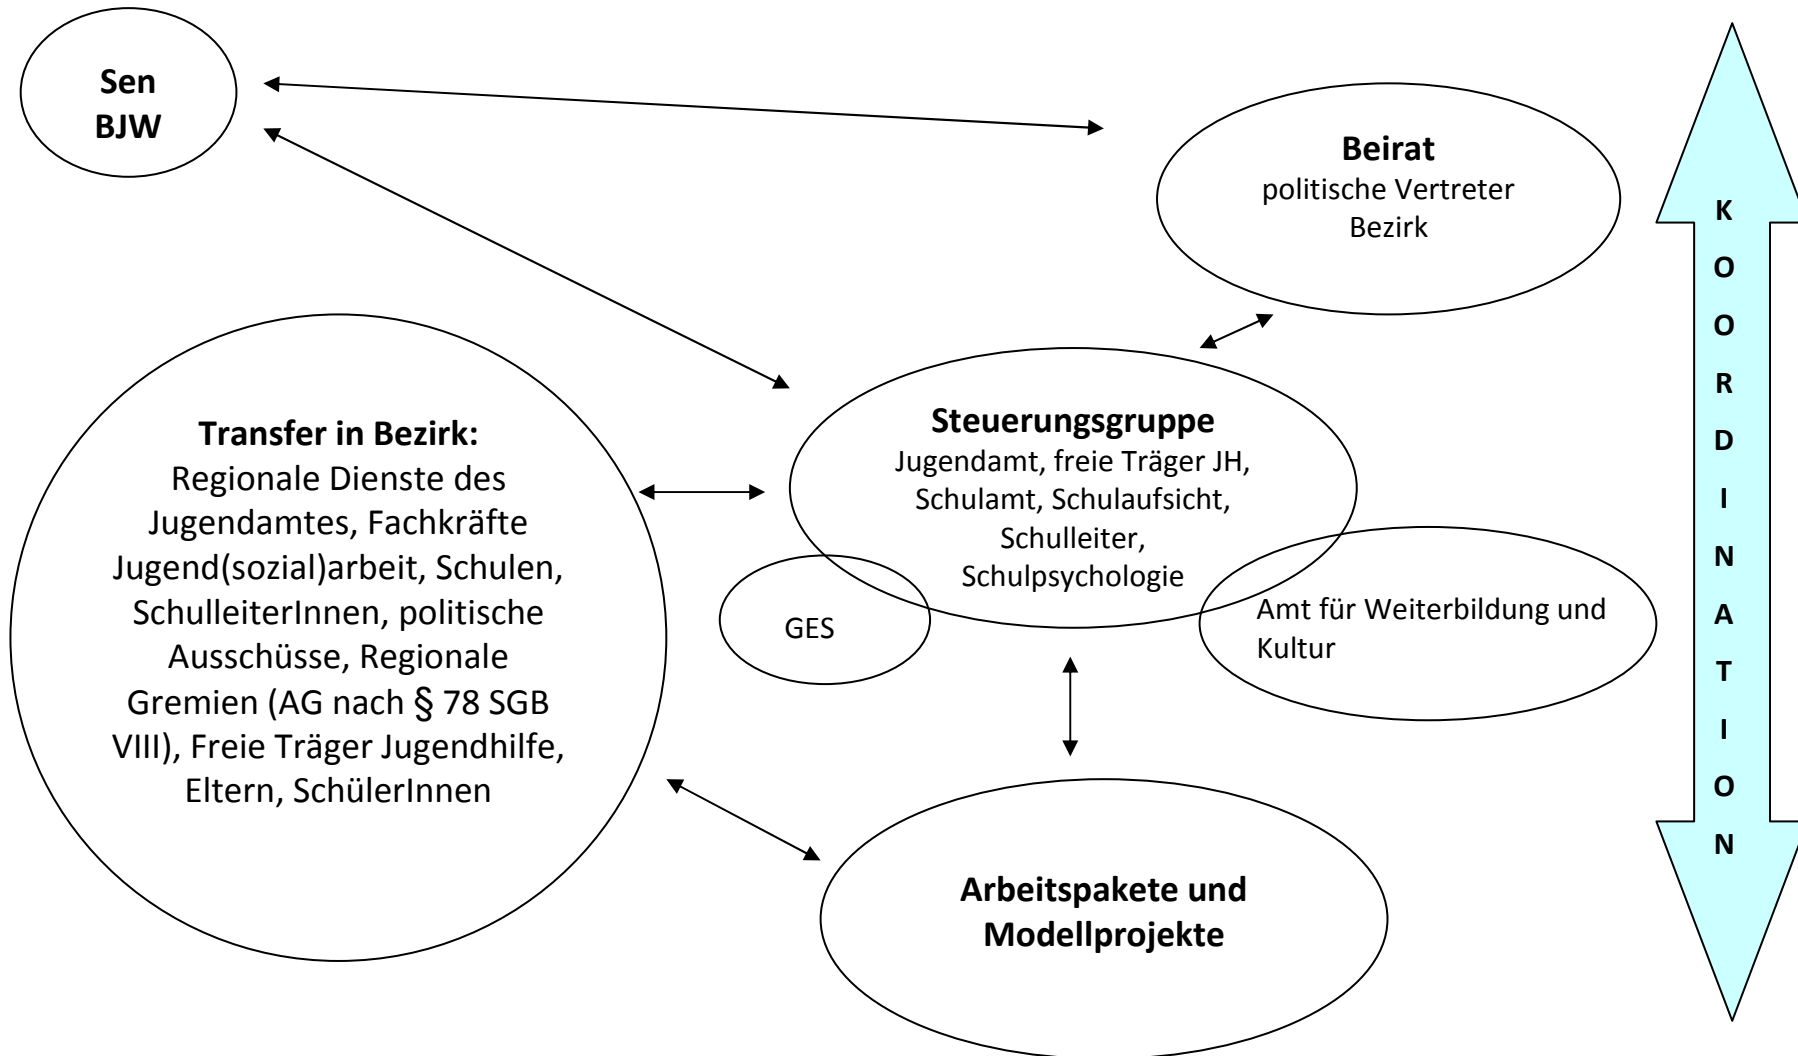 Sen
BJW
Beirat
politische Vertreter
Bezirk
Transfer in Bezirk:
Regionale Dienste des
Jugendamtes, Fachkräfte
Jugend(sozial)arbeit, Schulen,
SchulleiterInnen, politische
Ausschüsse, Regionale
Gremien (AG nach § 78 SGB
VIII), Freie Träger Jugendhilfe,
Eltern, SchülerInnen
Steuerungsgruppe
Jugendamt, freie Träger JH,
Schulamt, Schulaufsicht,
Schulleiter,
Schulpsychologie
GES
Amt für Weiterbildung und
Kultur
Arbeitspakete und
Modellprojekte
K
O
O
R
D
I
N
A
T
I
O
N